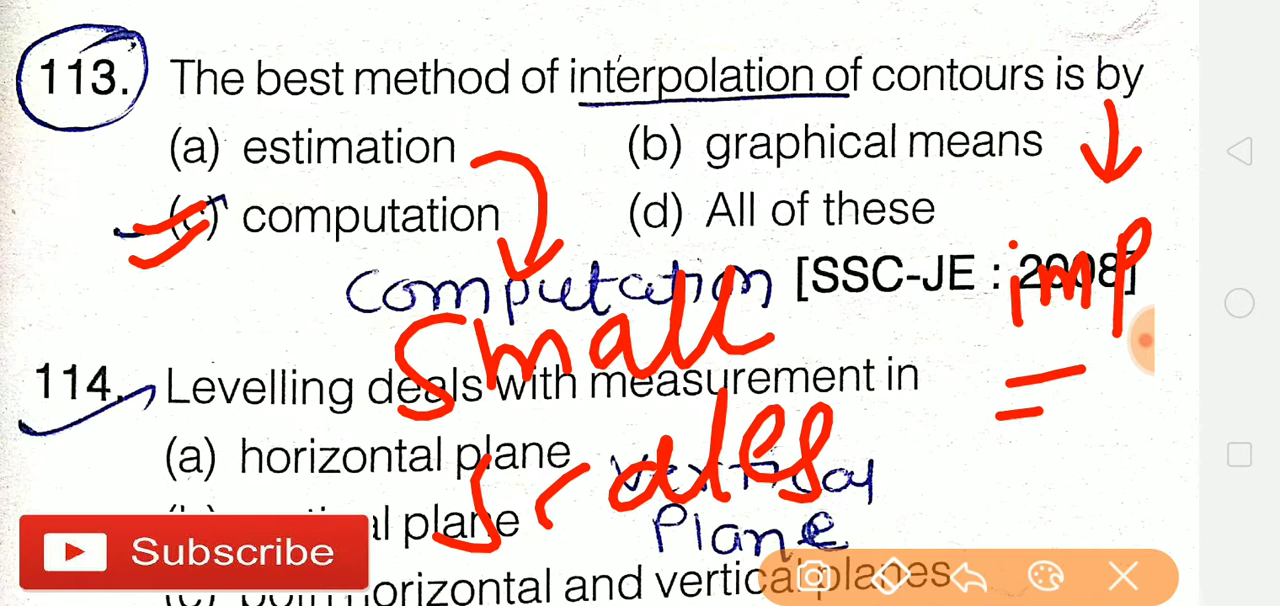 113. The best method of interpolation of contours is by
(a) estimation (b) graphical means
(c) computation (d) All of these
computation [SSC-JE : 2008]
imp
small
scales
114. Levelling deals with measurement in
(a) horizontal plane
Vertical
Plane
plane
Subscribe
horizontal and vertical planes